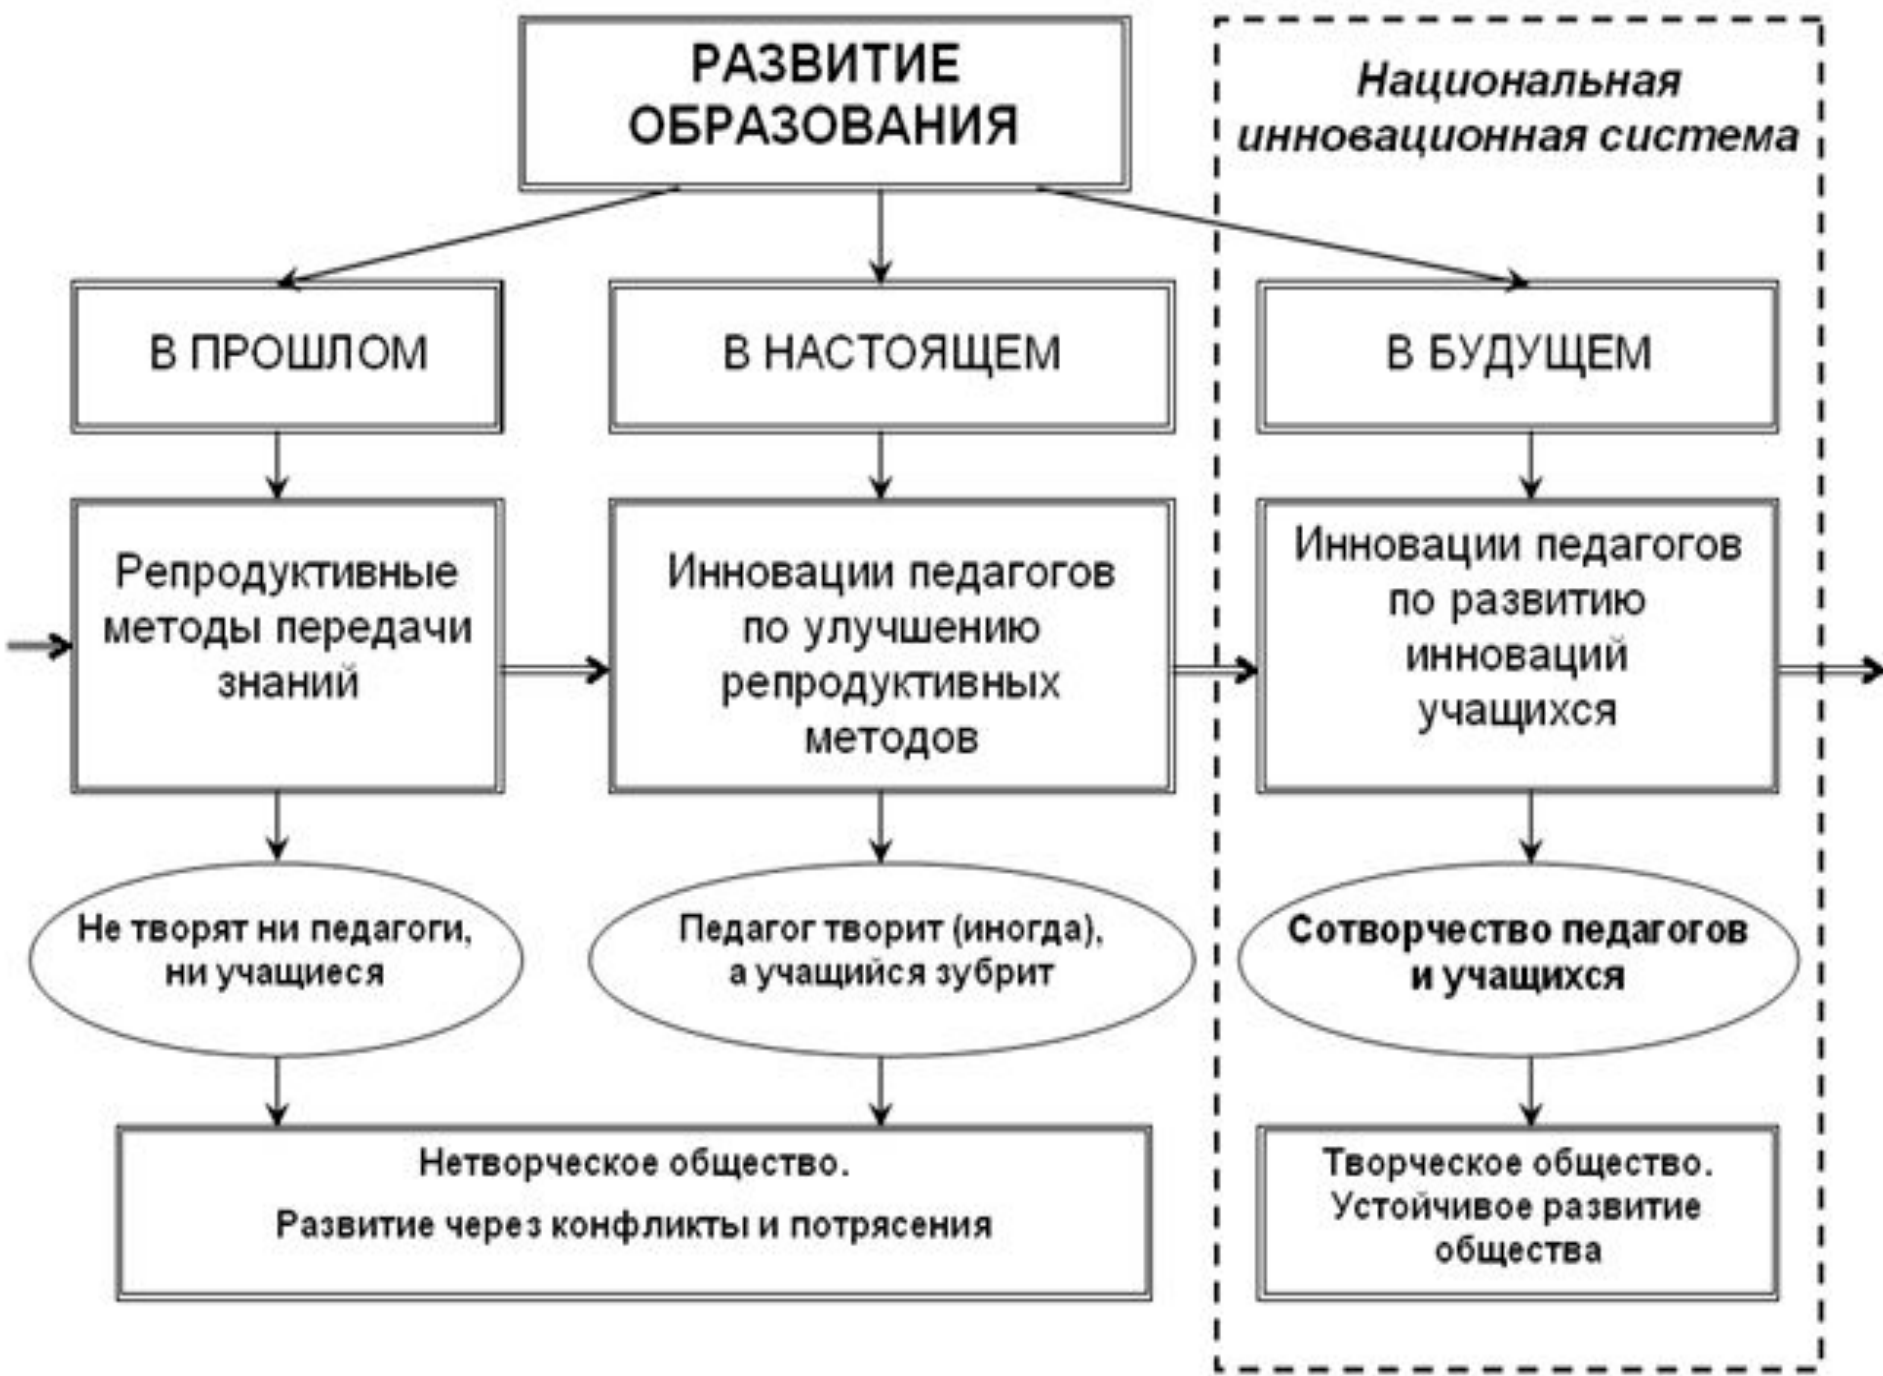 РАЗВИТИЕ
ОБРАЗОВАНИЯ
Национальная
инновационная система
В ПРОШЛОМ
В НАСТОЯЩЕМ
В БУДУЩЕМ
Репродуктивные
методы передачи
знаний
Инновации педагогов
по улучшению
репродуктивных
методов
Инновации педагогов
по развитию
инноваций
учащихся
Не творят ни педагоги,
ни учащиеся
Педагог творит (иногда),
а учащийся зубрит
Сотворчество педагогов
и учащихся
Нетворческое общество.
Развитие через конфликты и потрясения
Творческое общество.
Устойчивое развитие
общества